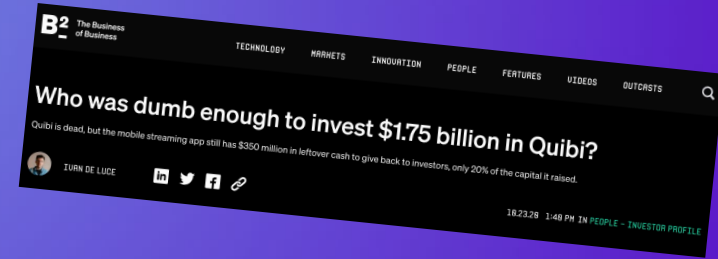 B2 The Business
of Business
TECHNOLOGY MARKETS INNOVATION PEOPLE FEATURES VIDEOS OUTCASTS
Who was dumb enough to invest $1.75 billion in Quibi?
Quibi is dead, but the mobile streaming app still has $350 million in leftover cash to give back to investors, only 20% of the capital it raised.
IVAN DE LUCE
10.23.20 1:40 PM IN PEOPLE - INVESTOR PROFILE